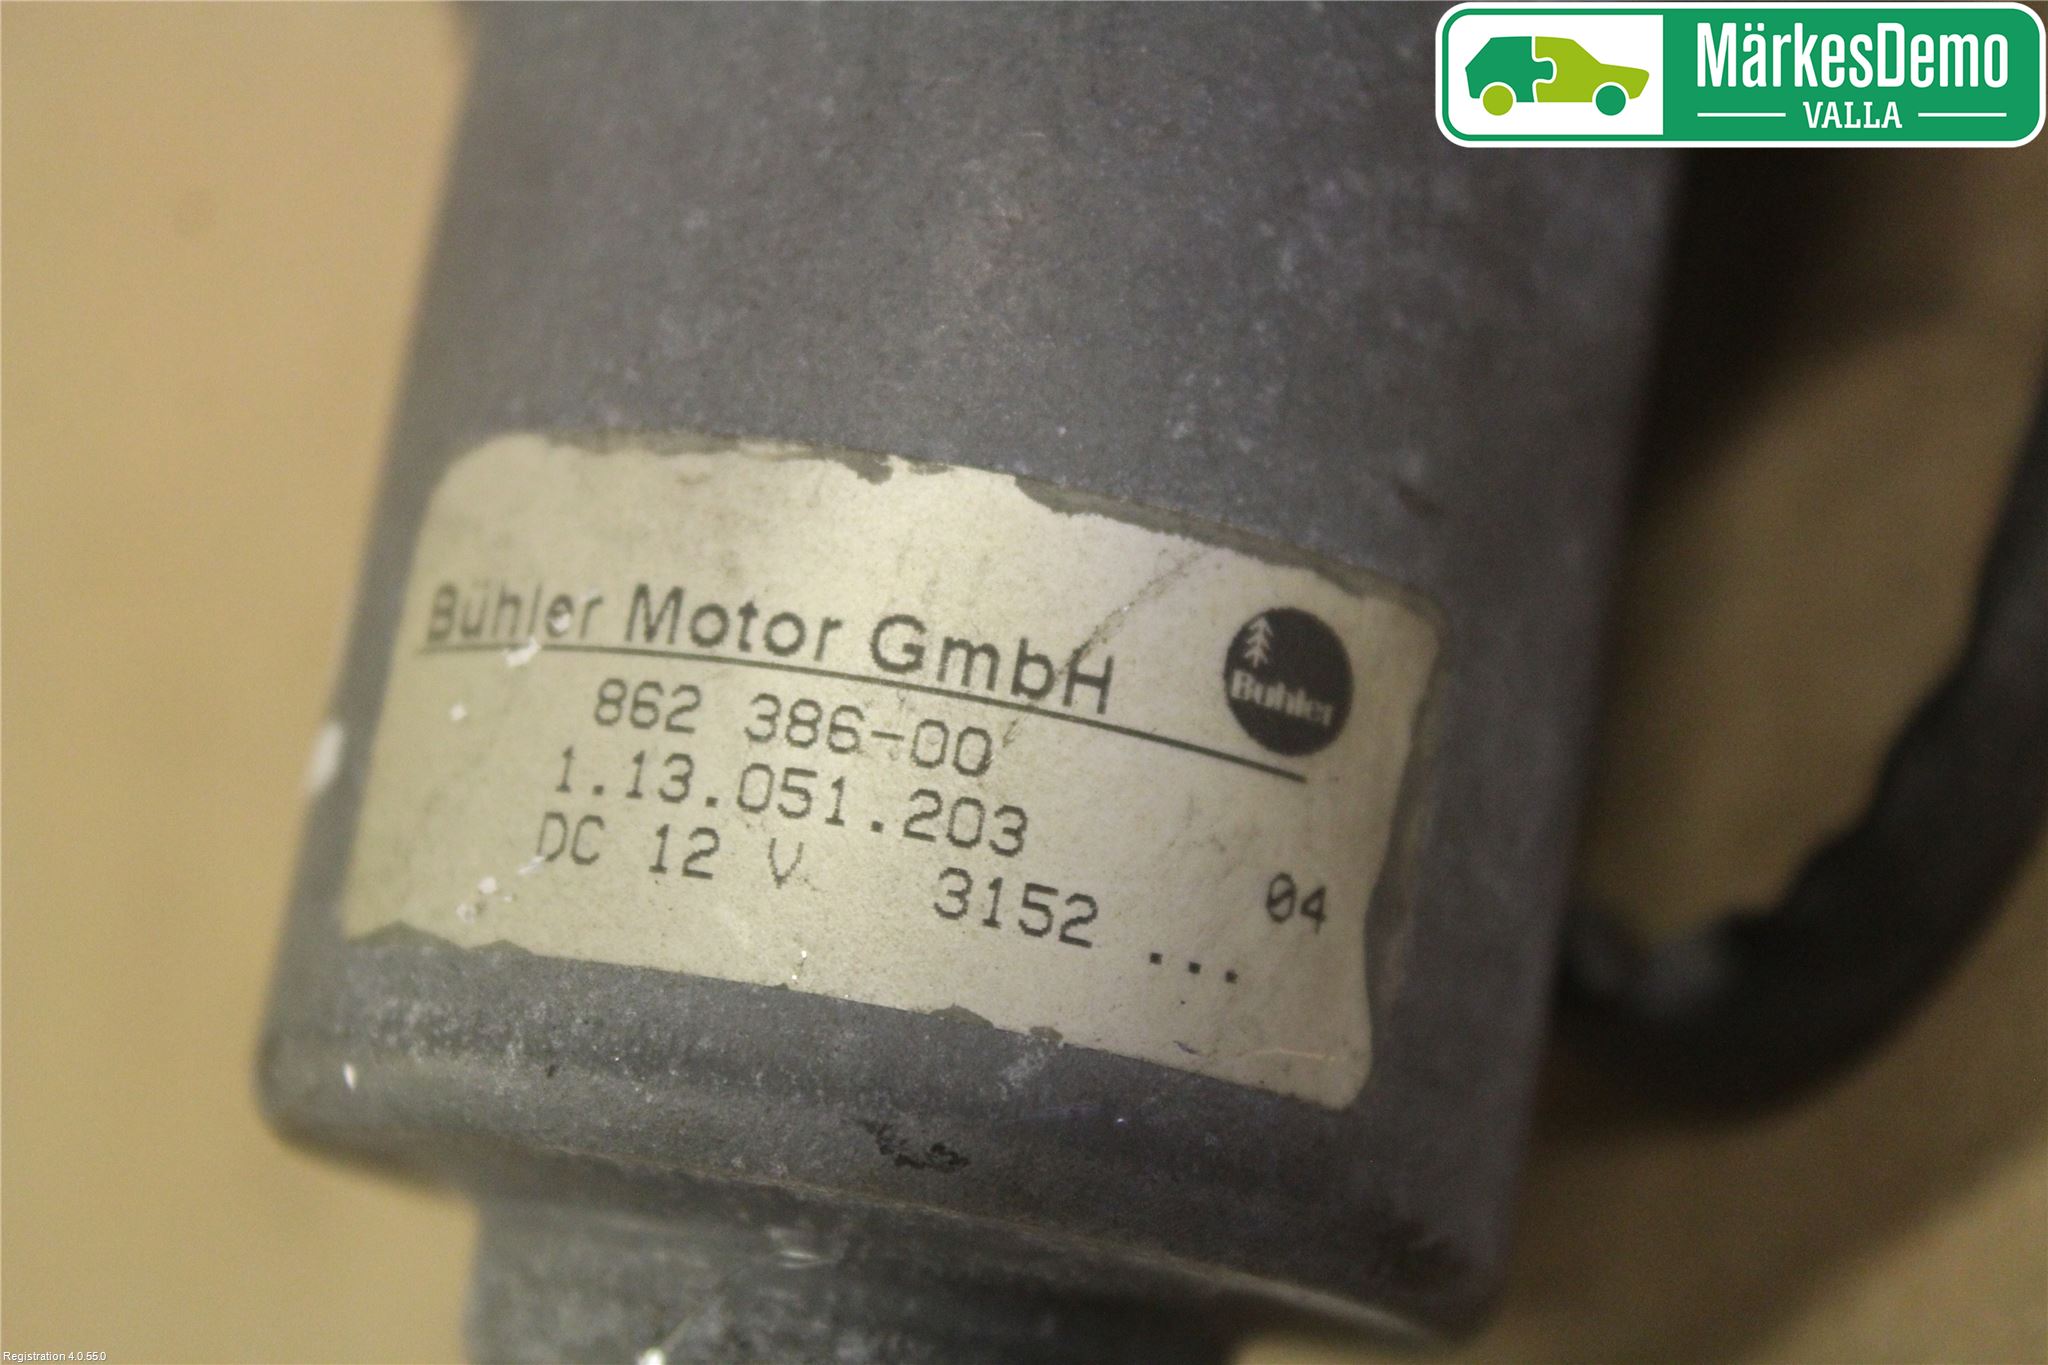 MärkesDemo
VALLA
Bühler Motor GmbH
Bühler
862 386-00
1.13.051.203
DC 12 V 3152 ... 04
Registration 4.0.55.0